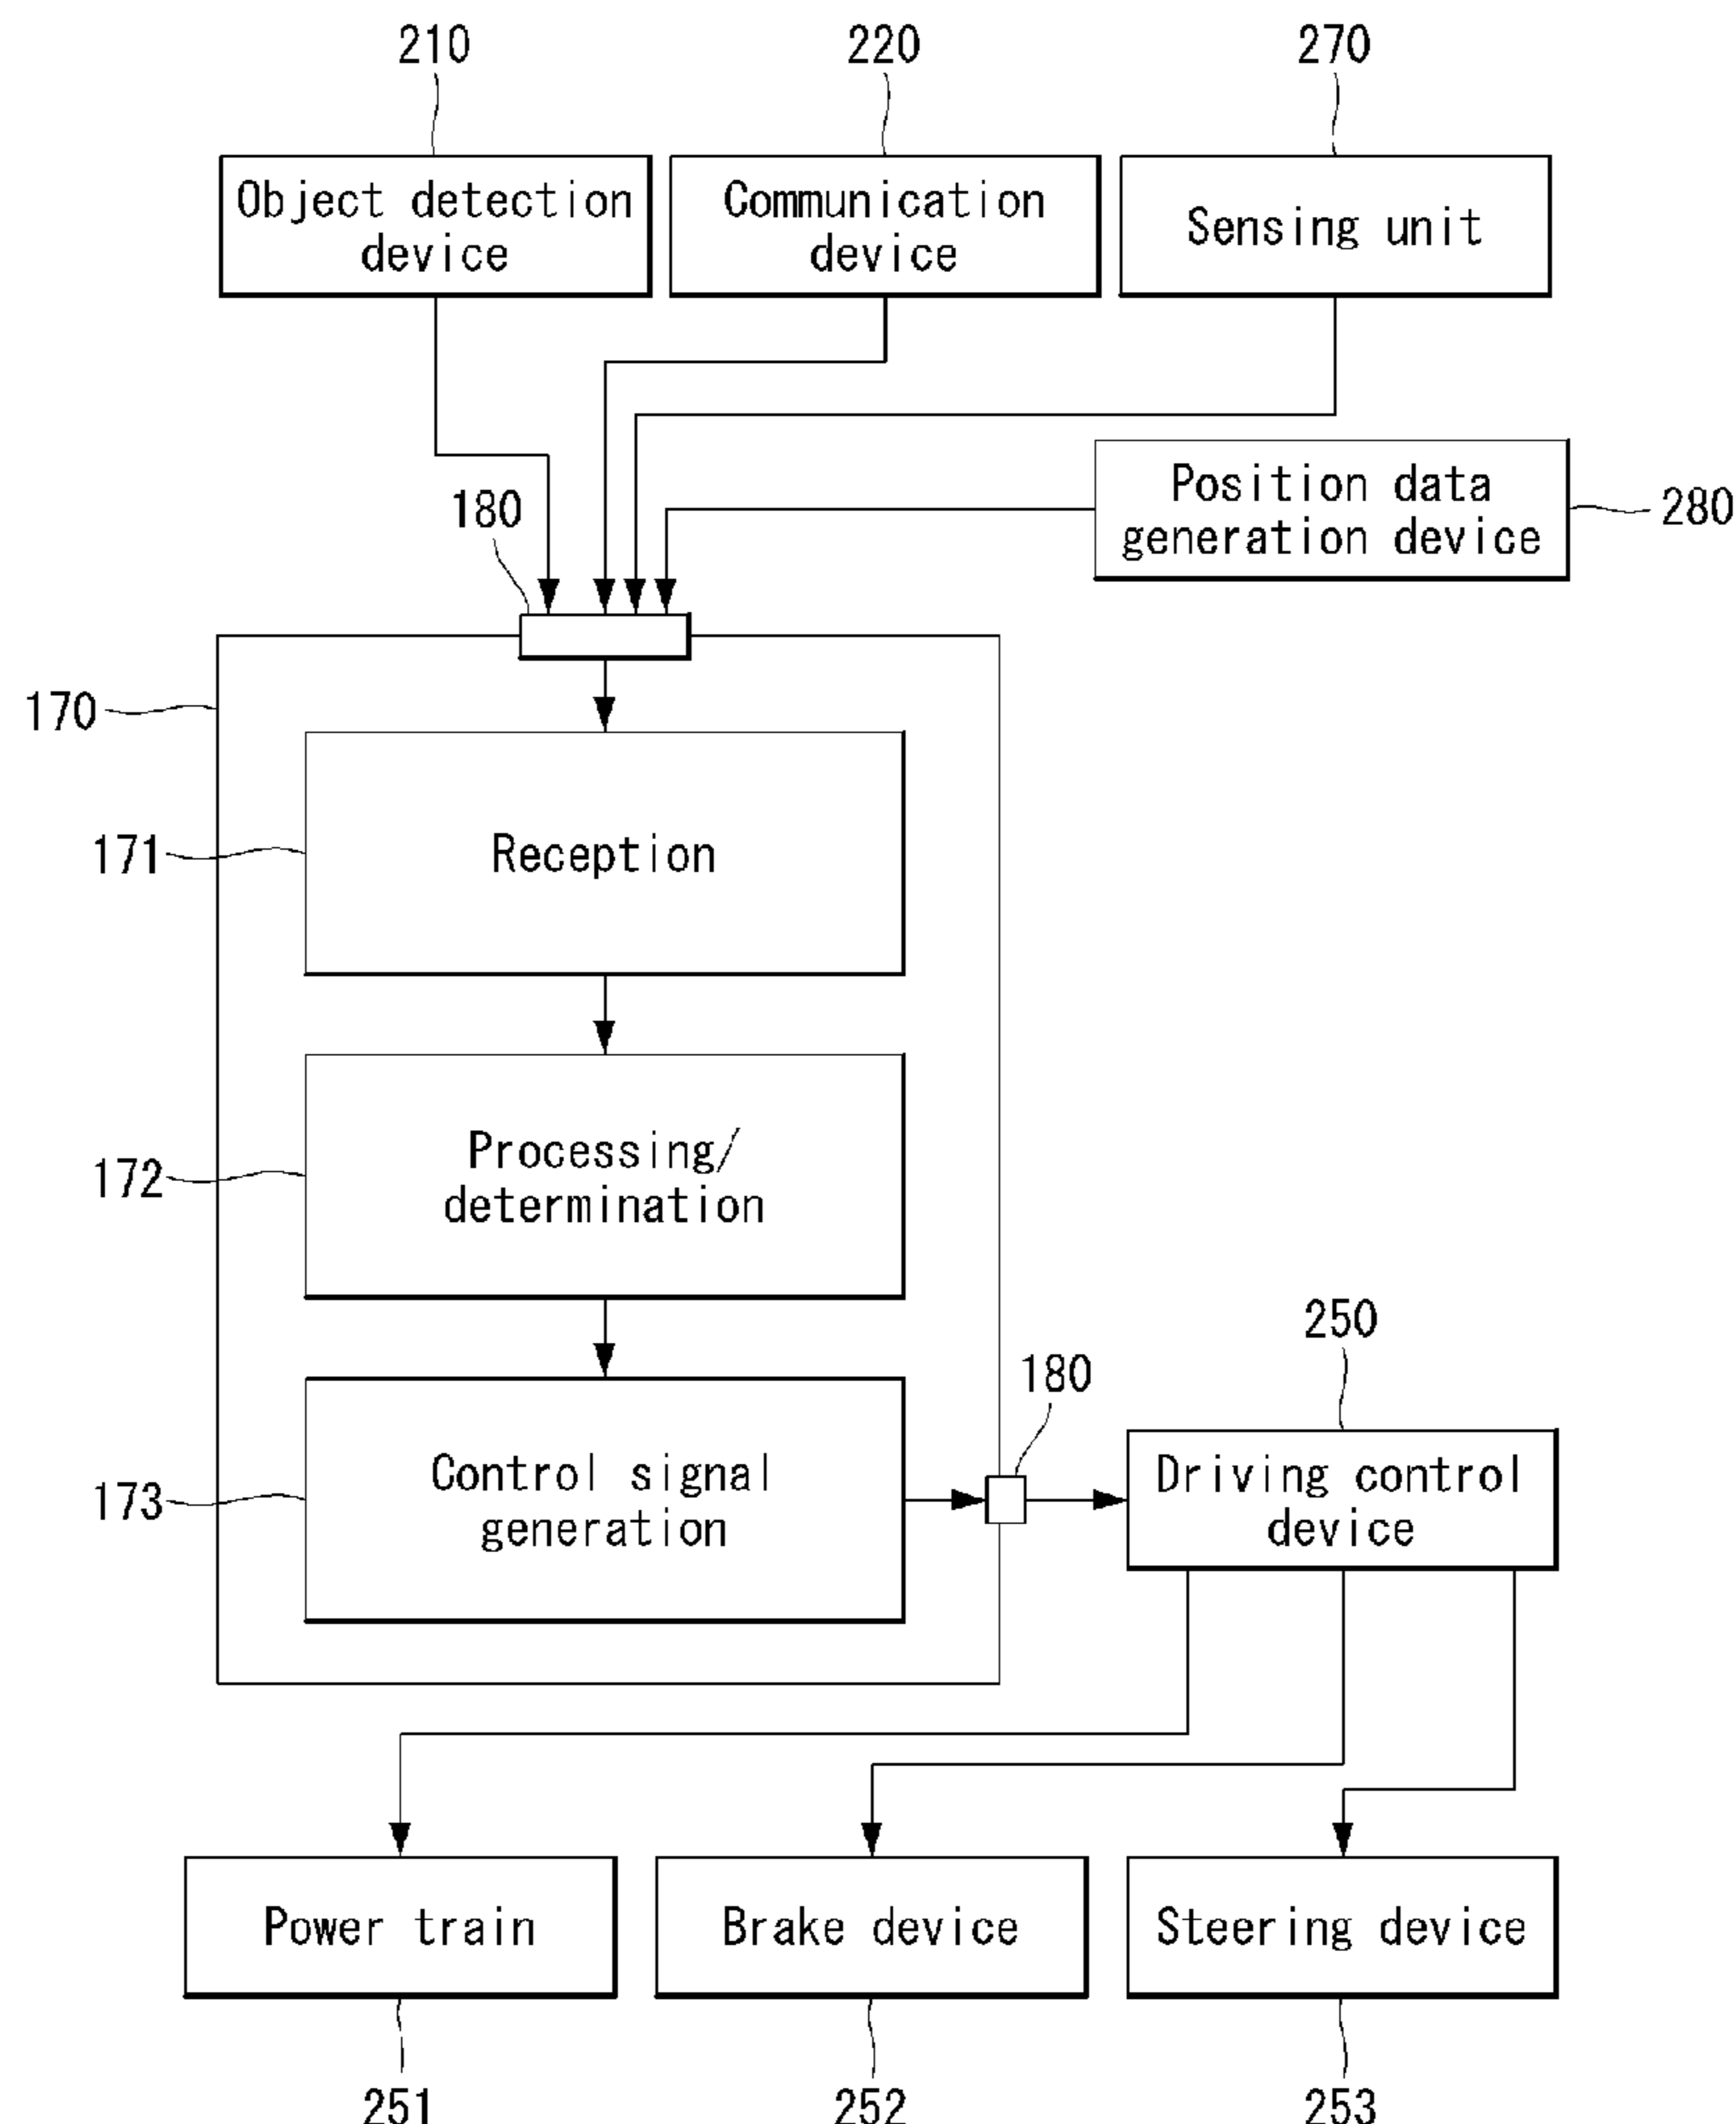 210
220
270
Object detection
device
Communication
device
Sensing unit
Position data
generation device
280
180
170
171
Reception
172
Processing/
determination
250
180
173
Control signal
generation
Driving control
device
Power train
Brake device
Steering device
251
252
253